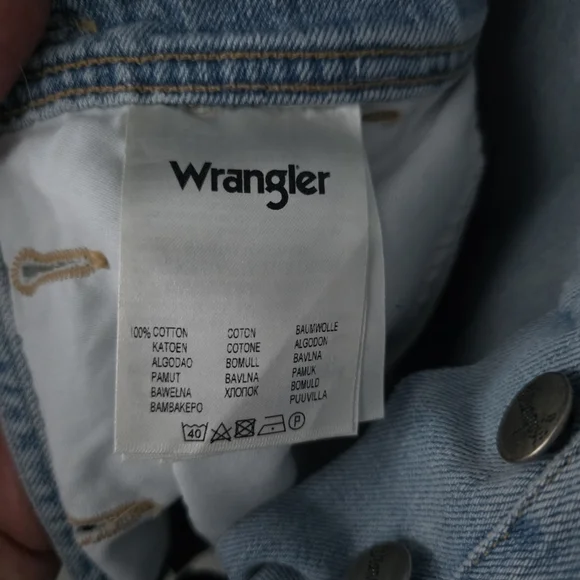 Wrangler
100% COTTON COTON BAUMWOLLE
KATOEN COTONE ALGODON
ALGODAO BOMULL BAVLNA
PAMUT BAVLNA PAMUK
BAWEŁNA ХЛОПОК BOMULD
BAMBAKEPO PUUVILLA
40 P